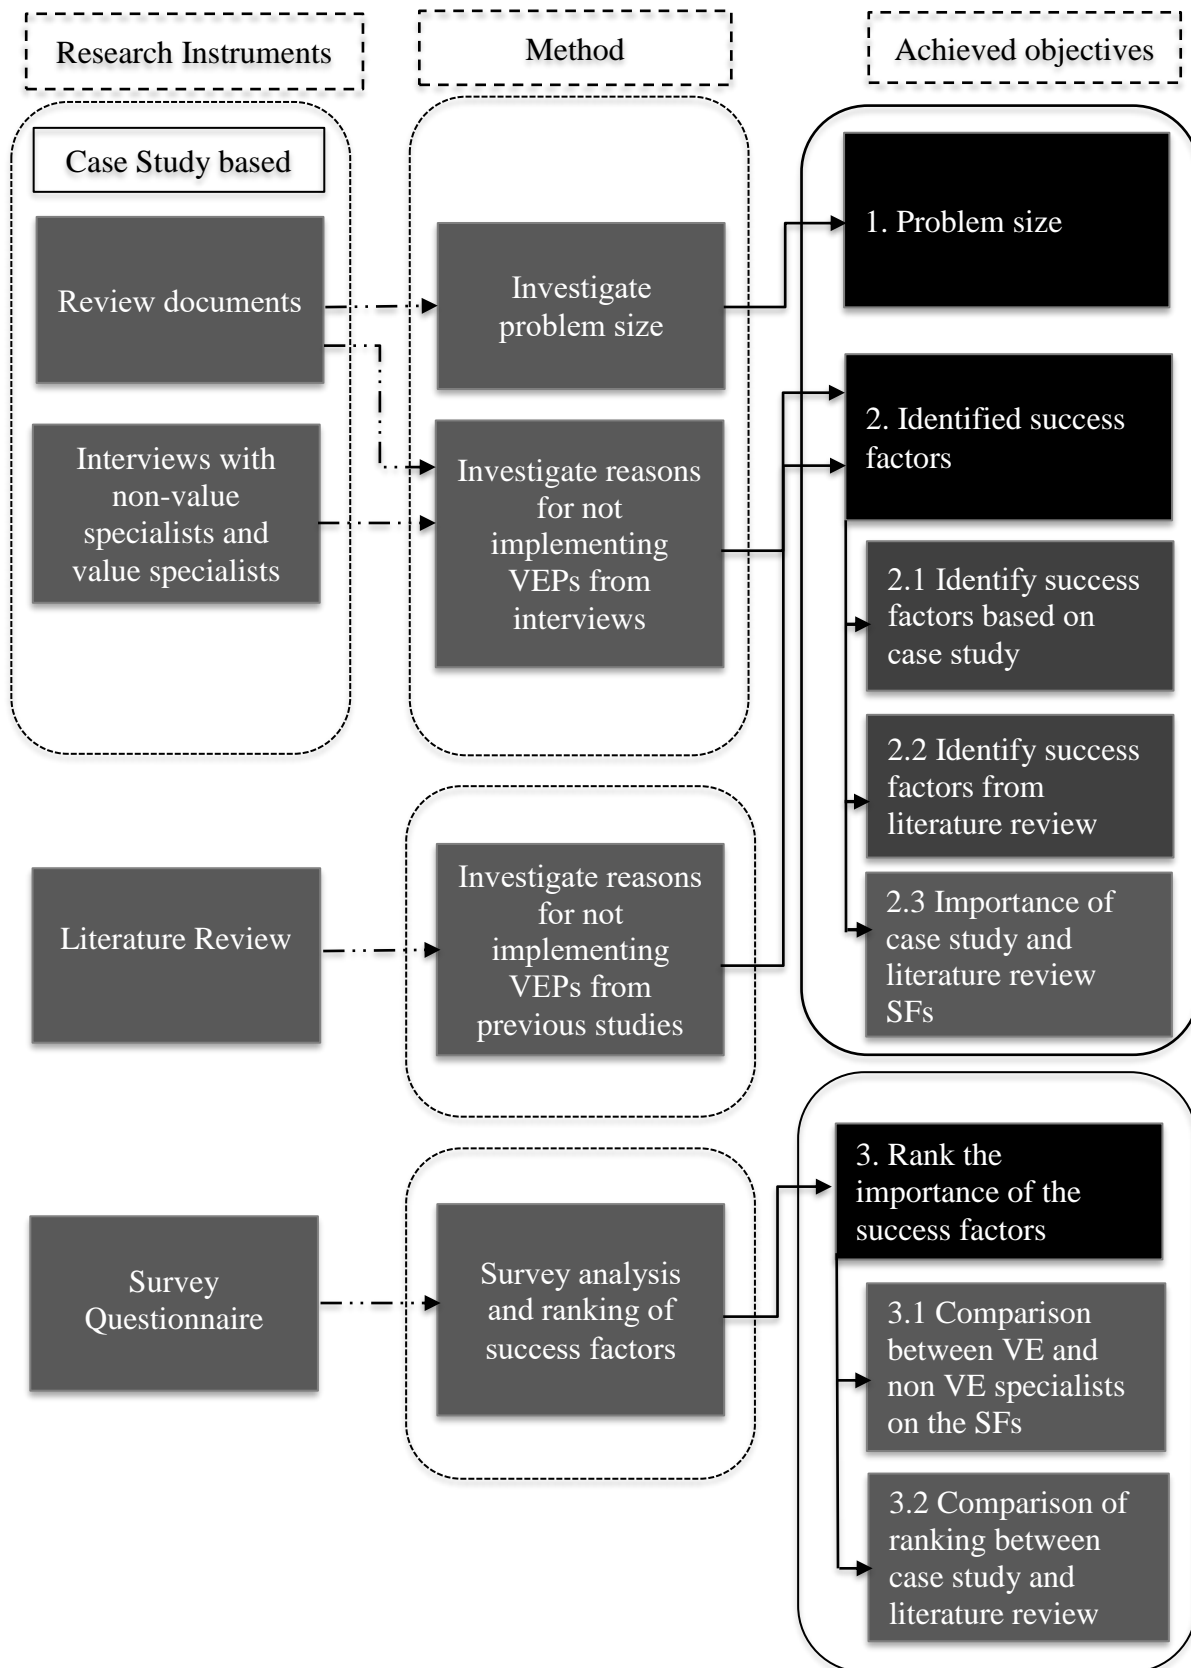 Research Instruments
Method
Achieved objectives
Case Study based
Review documents
Interviews with
non-value
specialists and
value specialists
Investigate
problem size
Investigate reasons
for not
implementing
VEPs from
interviews
1. Problem size
2. Identified success
factors
2.1 Identify success
factors based on
case study
2.2 Identify success
factors from
literature review
2.3 Importance of
case study and
literature review
SFs
Literature Review
Investigate reasons
for not
implementing
VEPs from
previous studies
Survey
Questionnaire
Survey analysis
and ranking of
success factors
3. Rank the
importance of the
success factors
3.1 Comparison
between VE and
non VE specialists
on the SFs
3.2 Comparison of
ranking between
case study and
literature review